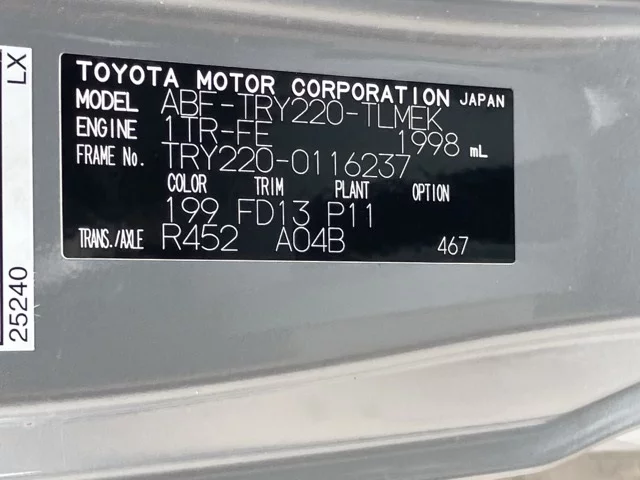 TOYOTA MOTOR CORPORATION JAPAN
MODEL ABF-TRY220-TLMEK
ENGINE 1TR-FE 1998 mL
FRAME No. TRY220-0116237
COLOR TRIM PLANT OPTION
199 FD13 P11
TRANS./AXLE R452 A04B 467
25240 LX